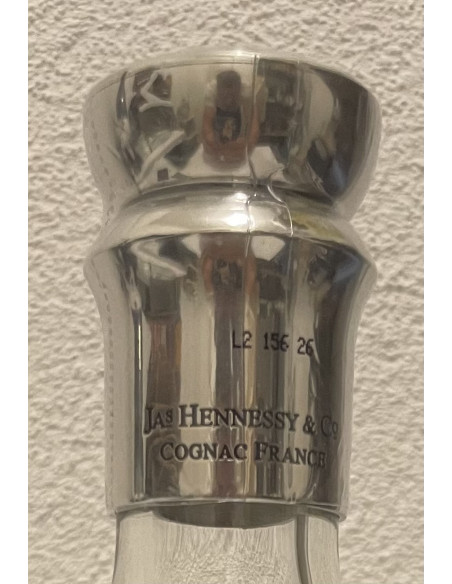 L2 156 26
JAS HENNESSY & CO
COGNAC FRANCE